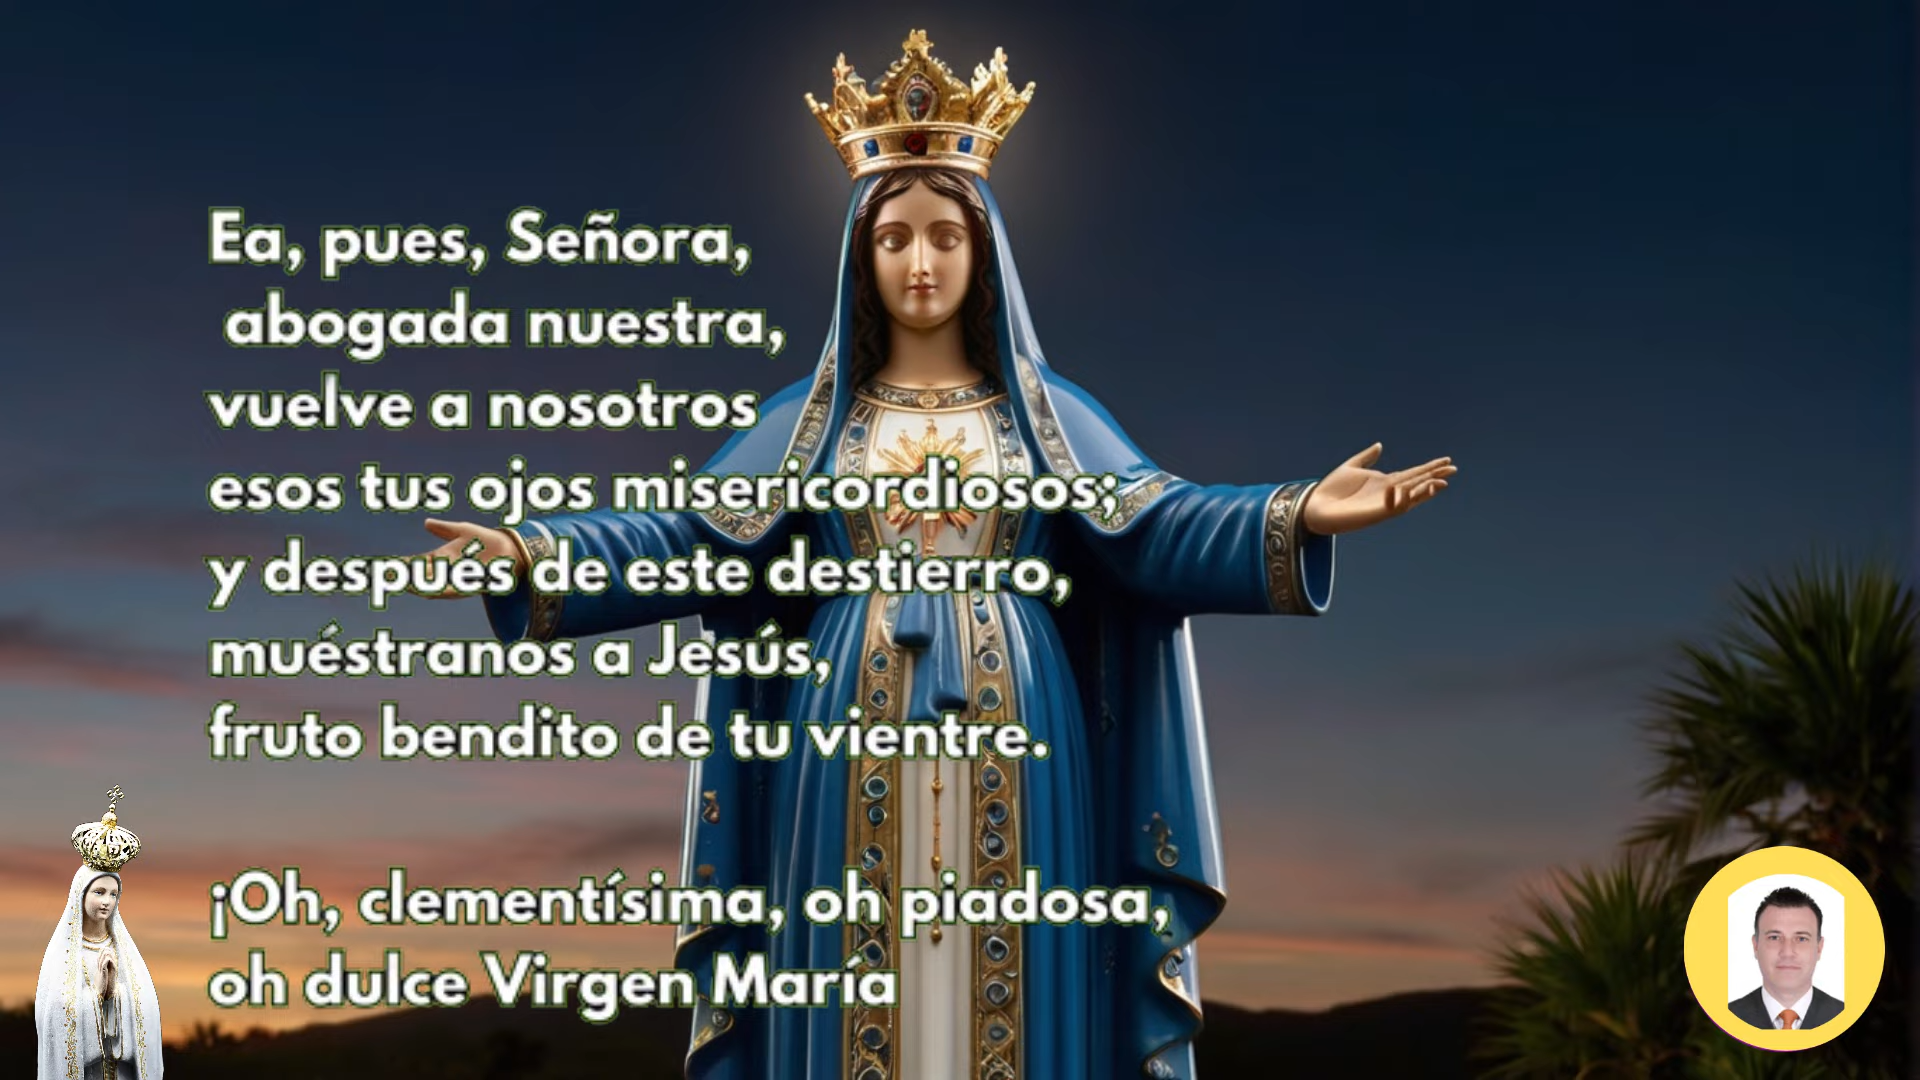 Ea, pues, Señora,
abogada nuestra,
vuelve a nosotros
esos tus ojos misericordiosos;
y después de este destierro,
muéstranos a Jesús,
fruto bendito de tu vientre.
¡Oh, clementísima, oh piadosa,
oh dulce Virgen María